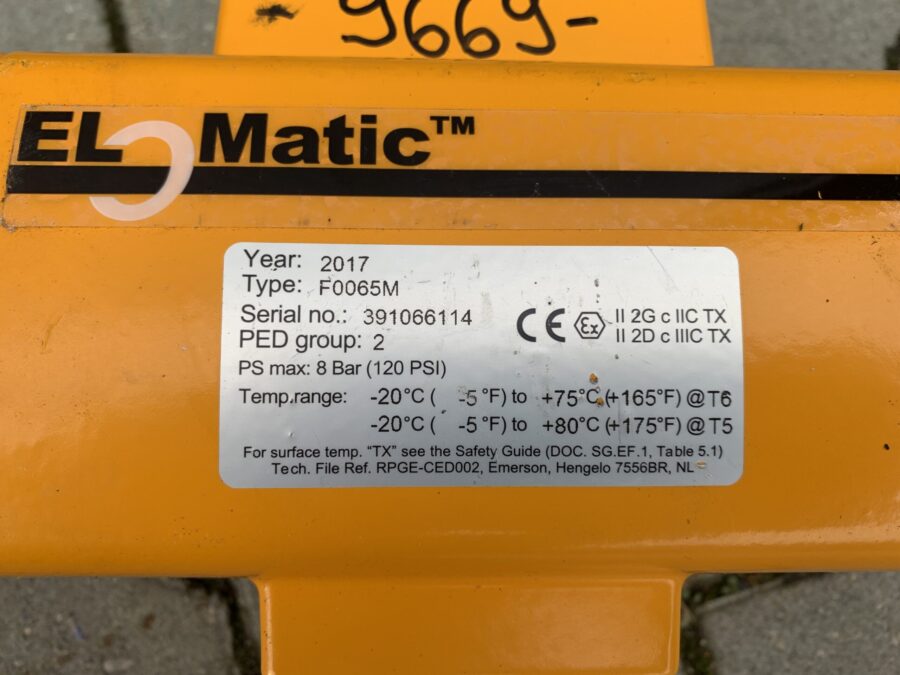 9669-
EL Matic™
Year: 2017
Type: F0065M
Serial no.: 391066114
PED group: 2
CE Ex II 2G c IIC TX
II 2D c IIIC TX
PS max: 8 Bar (120 PSI)
Temp.range: -20°C ( -5°F) to +75°C (+165°F) @T6
-20°C ( -5°F) to +80°C (+175°F) @T5
For surface temp. "TX" see the Safety Guide (DOC. SG.EF.1, Table 5.1)
Tech. File Ref. RPGE-CED002, Emerson, Hengelo 7556BR, NL